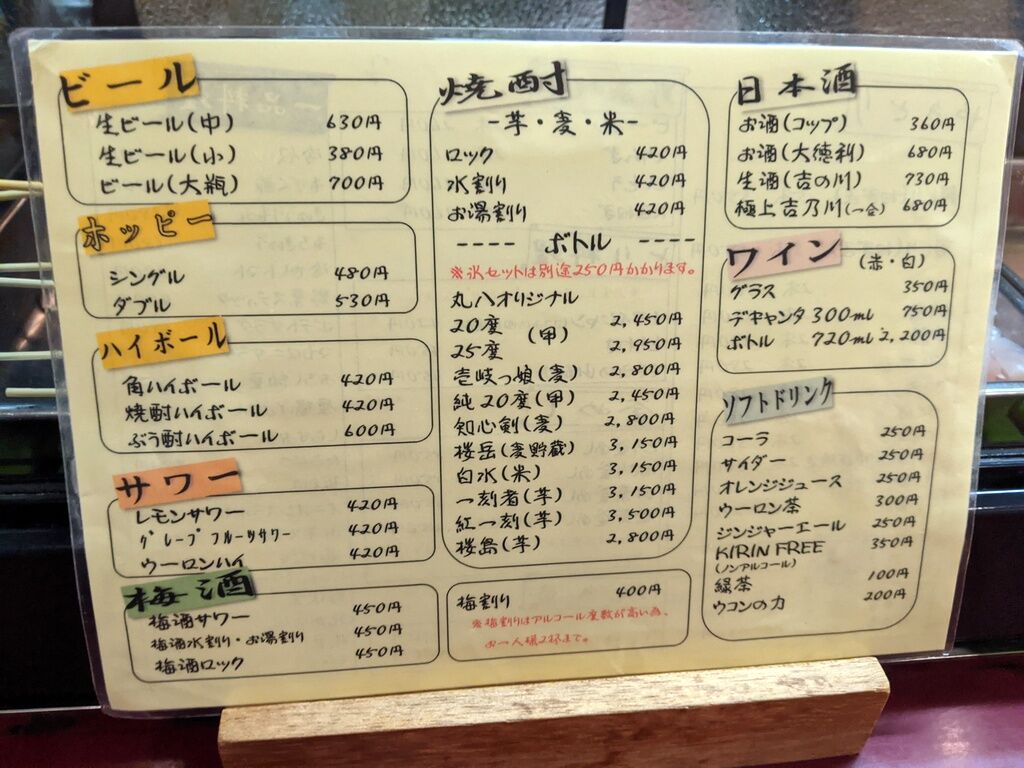 ビール
生ビール(中) 630円
生ビール(小) 380円
ビール(大瓶) 700円
ホッピー
シングル 480円
ダブル 530円
ハイボール
角ハイボール 420円
焼酎ハイボール 420円
ぶう酎ハイボール 600円
サワー
レモンサワー 420円
グレープフルーツサワー 420円
ウーロンハイ 420円
梅酒
梅酒サワー 450円
梅酒水割り・お湯割り 450円
梅酒ロック 450円
焼酎
-芋・麦・米-
ロック 420円
水割り 420円
お湯割り 420円
---- ボトル ----
※氷セットは別途250円かかります。
丸八オリジナル
20度 (甲) 2,450円
25度 2,950円
壱岐っ娘(麦) 2,800円
純20度(甲) 2,450円
知心剣(麦) 2,800円
桜岳(麦貯蔵) 3,150円
白水(米) 3,150円
一刻者(芋) 3,150円
紅一刻(芋) 3,500円
桜島(芋) 2,800円
梅割り 400円
※梅割りはアルコール度数が高い為、
お一人様2杯まで。
日本酒
お酒(コップ) 360円
お酒(大徳利) 680円
生酒(吉の川) 730円
極上吉乃川(一合) 680円
ワイン (赤・白)
グラス 350円
デキャンタ 300ml 750円
ボトル 720ml 2,200円
ソフトドリンク
コーラ 250円
サイダー 250円
オレンジジュース 250円
ウーロン茶 300円
ジンジャーエール 250円
KIRIN FREE 350円
(ノンアルコール)
緑茶 100円
ウコンの力 200円